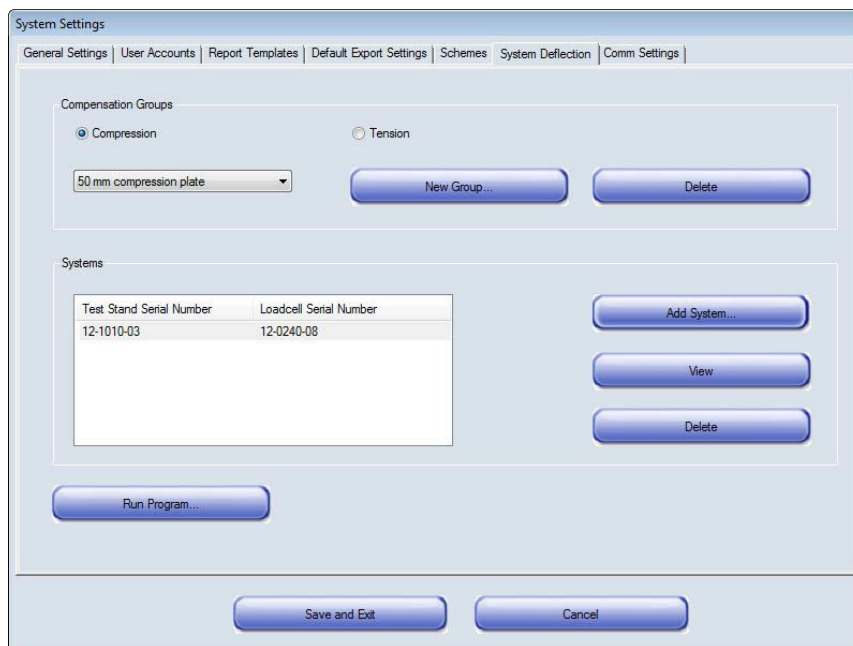 System Settings
General Settings User Accounts Report Templates Default Export Settings Schemes System Deflection Comm Settings
Compensation Groups
Compression Tension
50 mm compression plate New Group... Delete
Systems
Test Stand Serial Number Loadcell Serial Number
12-1010-03 12-0240-08
Add System...
View
Delete
Run Program...
Save and Exit Cancel